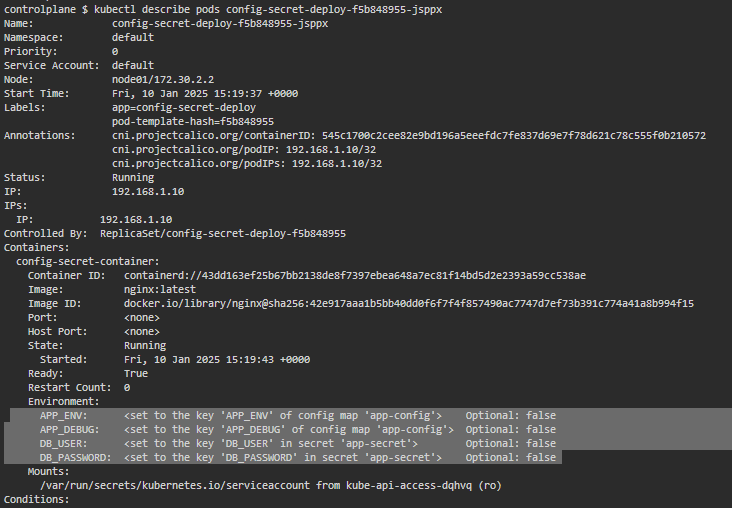 controlplane $ kubectl describe pods config-secret-deploy-f5b848955-jsppx
Name:             config-secret-deploy-f5b848955-jsppx
Namespace:        default
Priority:         0
Service Account:  default
Node:             node01/172.30.2.2
Start Time:       Fri, 10 Jan 2025 15:19:37 +0000
Labels:           app=config-secret-deploy
                  pod-template-hash=f5b848955
Annotations:      cni.projectcalico.org/containerID: 545c1700c2cee82e9bd196a5eeefdc7fe837d69e7f78d621c78c555f0b210572
                  cni.projectcalico.org/podIP: 192.168.1.10/32
                  cni.projectcalico.org/podIPs: 192.168.1.10/32
Status:           Running
IP:               192.168.1.10
IPs:
  IP:           192.168.1.10
Controlled By:  ReplicaSet/config-secret-deploy-f5b848955
Containers:
  config-secret-container:
    Container ID:   containerd://43dd163ef25b67bb2138de8f7397ebea648a7ec81f14bd5d2e2393a59cc538ae
    Image:          nginx:latest
    Image ID:       docker.io/library/nginx@sha256:42e917aaa1b5bb40dd0f6f7f4f857490ac7747d7ef73b391c774a41a8b994f15
    Port:           <none>
    Host Port:      <none>
    State:          Running
      Started:      Fri, 10 Jan 2025 15:19:43 +0000
    Ready:          True
    Restart Count:  0
    Environment:
      APP_ENV:      <set to the key 'APP_ENV' of config map 'app-config'>    Optional: false
      APP_DEBUG:    <set to the key 'APP_DEBUG' of config map 'app-config'>  Optional: false
      DB_USER:      <set to the key 'DB_USER' in secret 'app-secret'>        Optional: false
      DB_PASSWORD:  <set to the key 'DB_PASSWORD' in secret 'app-secret'>    Optional: false
    Mounts:
      /var/run/secrets/kubernetes.io/serviceaccount from kube-api-access-dqhvq (ro)
Conditions: